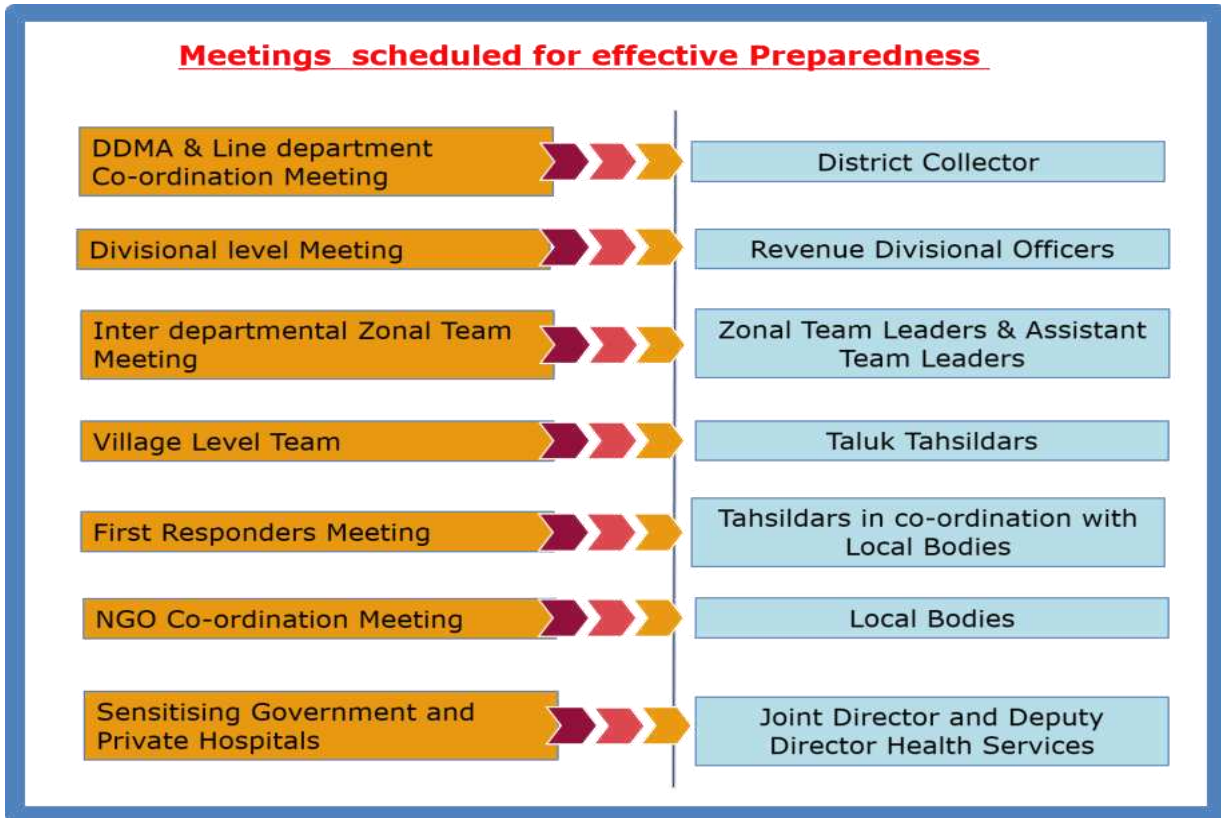 Meetings scheduled for effective Preparedness
DDMA & Line department
Co-ordination Meeting
District Collector
Divisional level Meeting
Revenue Divisional Officers
Inter departmental Zonal Team
Meeting
Zonal Team Leaders & Assistant
Team Leaders
Village Level Team
Taluk Tahsildars
First Responders Meeting
Tahsildars in co-ordination with
Local Bodies
NGO Co-ordination Meeting
Local Bodies
Sensitising Government and
Private Hospitals
Joint Director and Deputy
Director Health Services